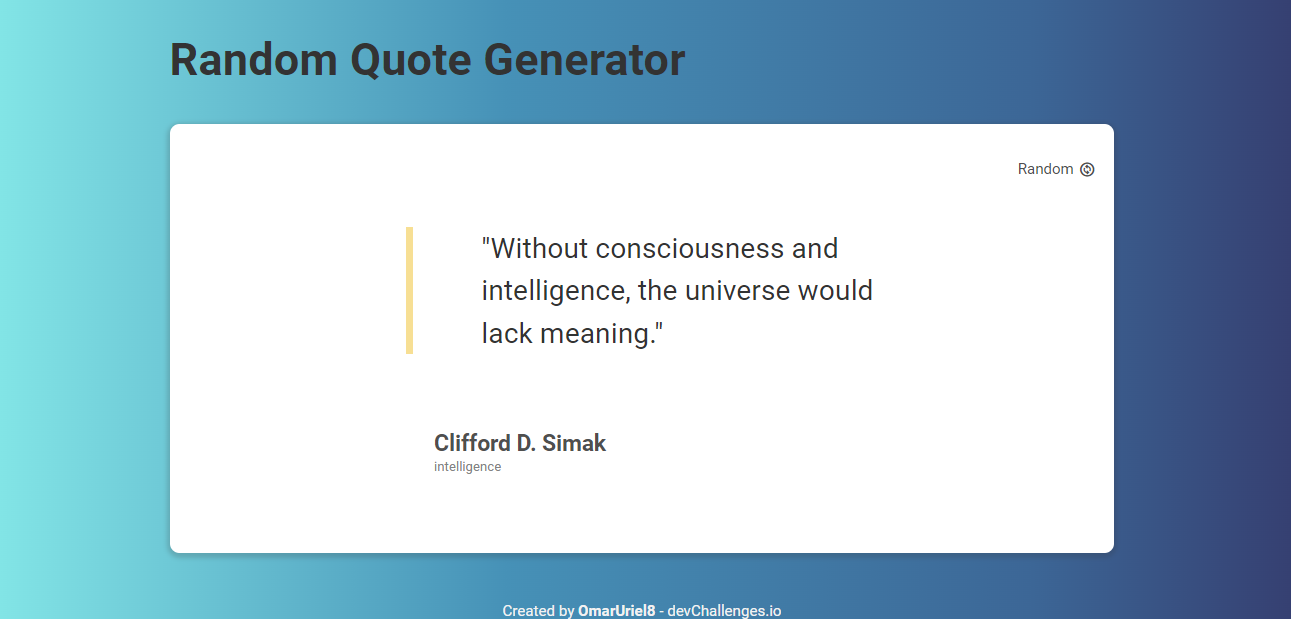 Random Quote Generator
Random
"Without consciousness and
intelligence, the universe would
lack meaning."
Clifford D. Simak
intelligence
Created by OmarUriel8 - devChallenges.io